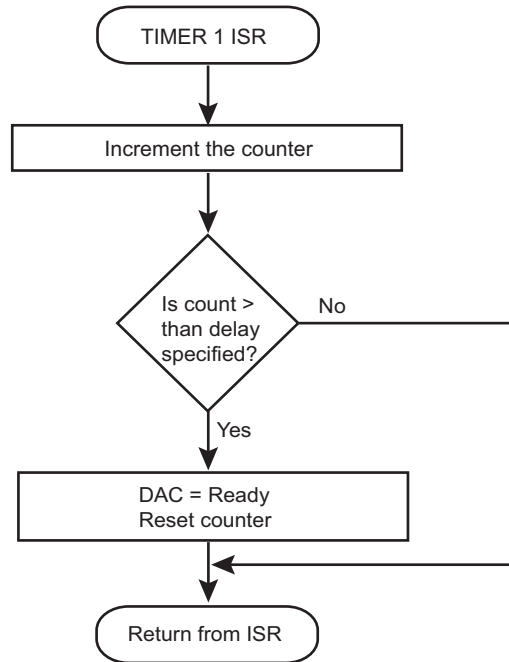 TIMER 1 ISR
Increment the counter
Is count >
than delay
specified?
No
Yes
DAC = Ready
Reset counter
Return from ISR